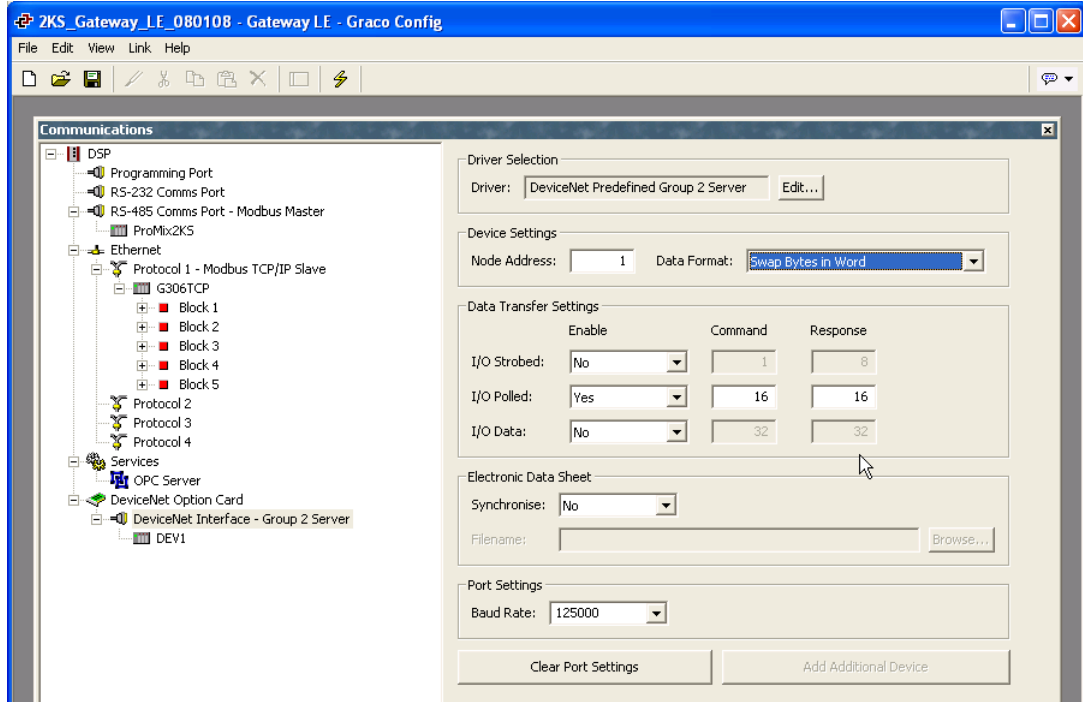 2KS_Gateway_LE_080108 - Gateway LE - Graco Config
File Edit View Link Help
Communications
DSP
Programming Port
RS-232 Comms Port
RS-485 Comms Port - Modbus Master
ProMix2KS
Ethernet
Protocol 1 - Modbus TCP/IP Slave
G306TCP
Block 1
Block 2
Block 3
Block 4
Block 5
Protocol 2
Protocol 3
Protocol 4
Services
OPC Server
DeviceNet Option Card
DeviceNet Interface - Group 2 Server
DEV1
Driver Selection
Driver: DeviceNet Predefined Group 2 Server Edit...
Device Settings
Node Address: 1 Data Format: Swap Bytes in Word
Data Transfer Settings
Enable Command Response
I/O Strobed: No 1 8
I/O Polled: Yes 16 16
I/O Data: No 32 32
Electronic Data Sheet
Synchronise: No
Filename: Browse...
Port Settings
Baud Rate: 125000
Clear Port Settings Add Additional Device